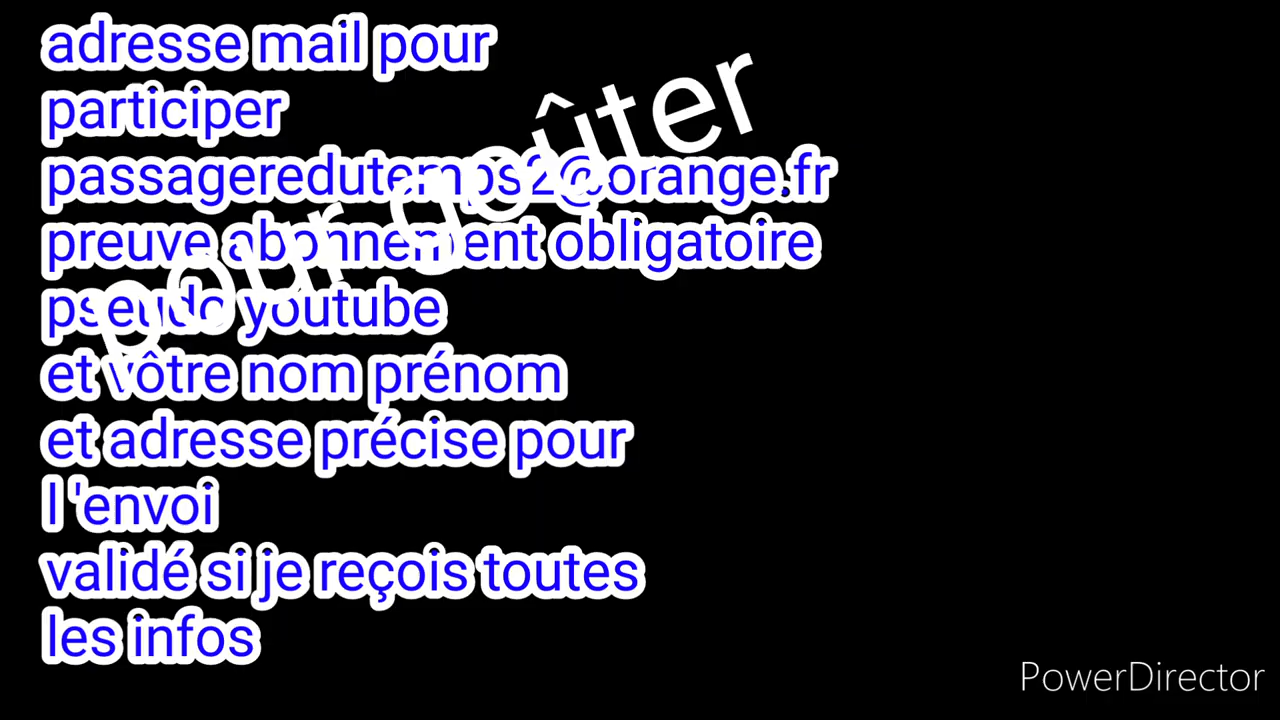 adresse mail pour
participer
passageredutemps2@orange.fr
preuve abonnement obligatoire
pseudo youtube
et vôtre nom prénom
et adresse précise pour
l 'envoi
validé si je reçois toutes
les infos
pour goûter
PowerDirector